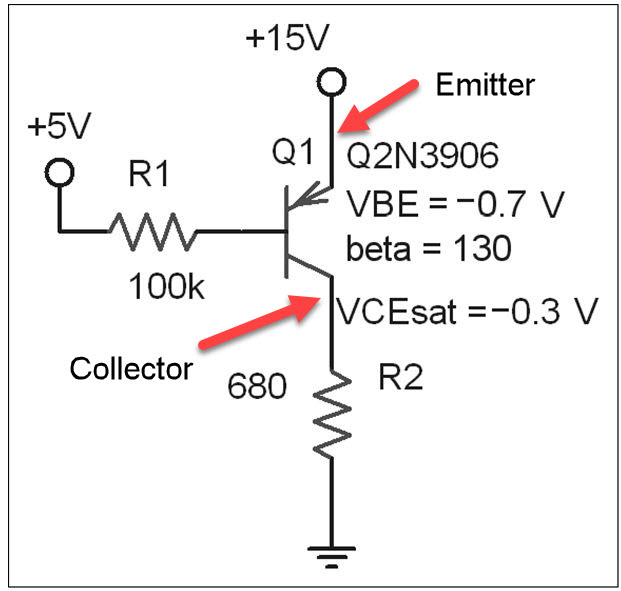 +15V
Emitter
+5V
Q1
Q2N3906
R1
VBE = −0.7 V
beta = 130
100k
VCEsat =−0.3 V
Collector
680
R2